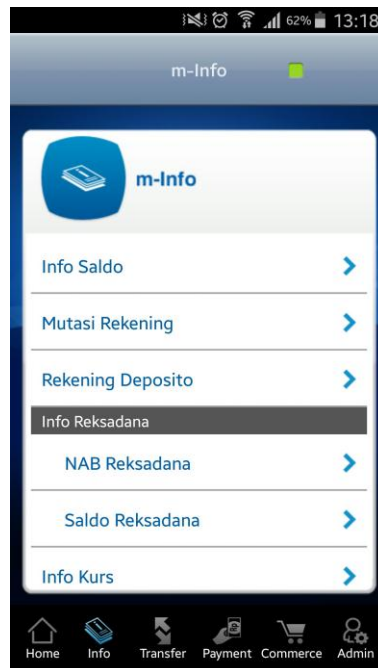 62% 13:18
m-Info
m-Info
Info Saldo
Mutasi Rekening
Rekening Deposito
Info Reksadana
NAB Reksadana
Saldo Reksadana
Info Kurs
Home Info Transfer Payment Commerce Admin